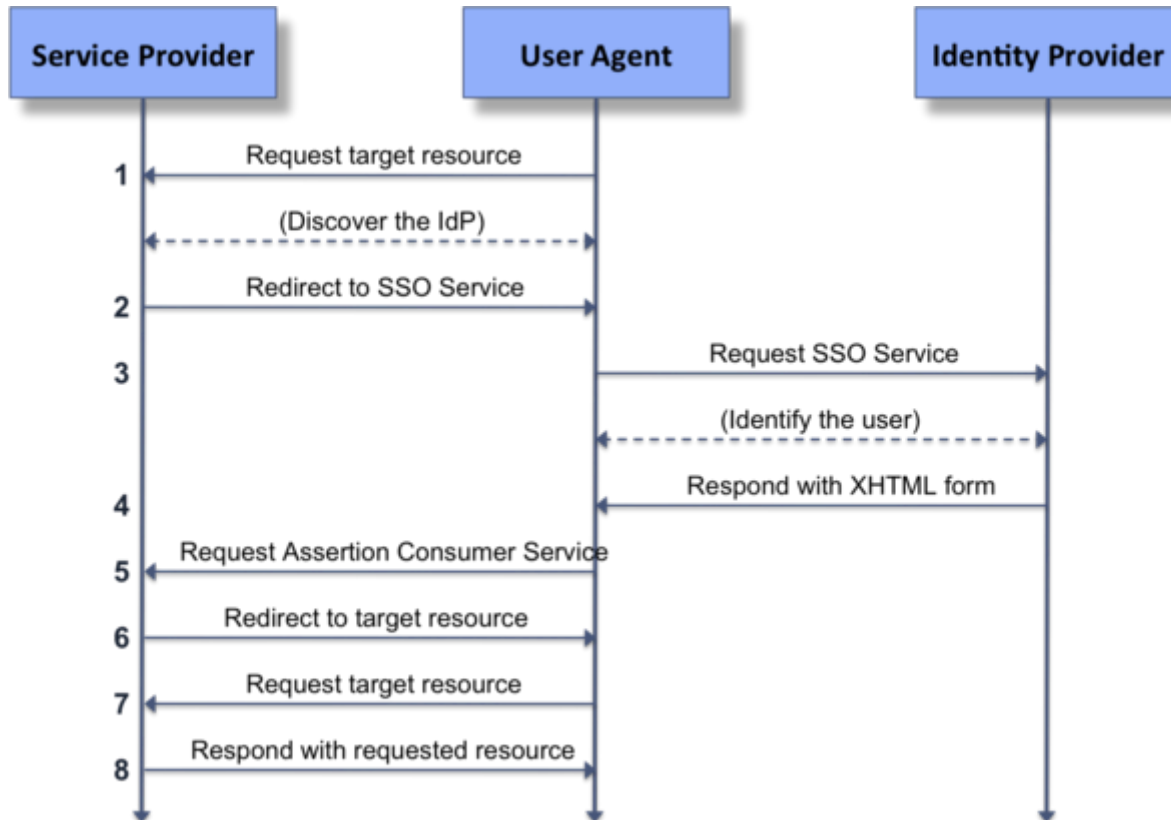 Service Provider
User Agent
Identity Provider
Request target resource
1
(Discover the IdP)
Redirect to SSO Service
2
Request SSO Service
3
(Identify the user)
Respond with XHTML form
4
Request Assertion Consumer Service
5
Redirect to target resource
6
Request target resource
7
Respond with requested resource
8